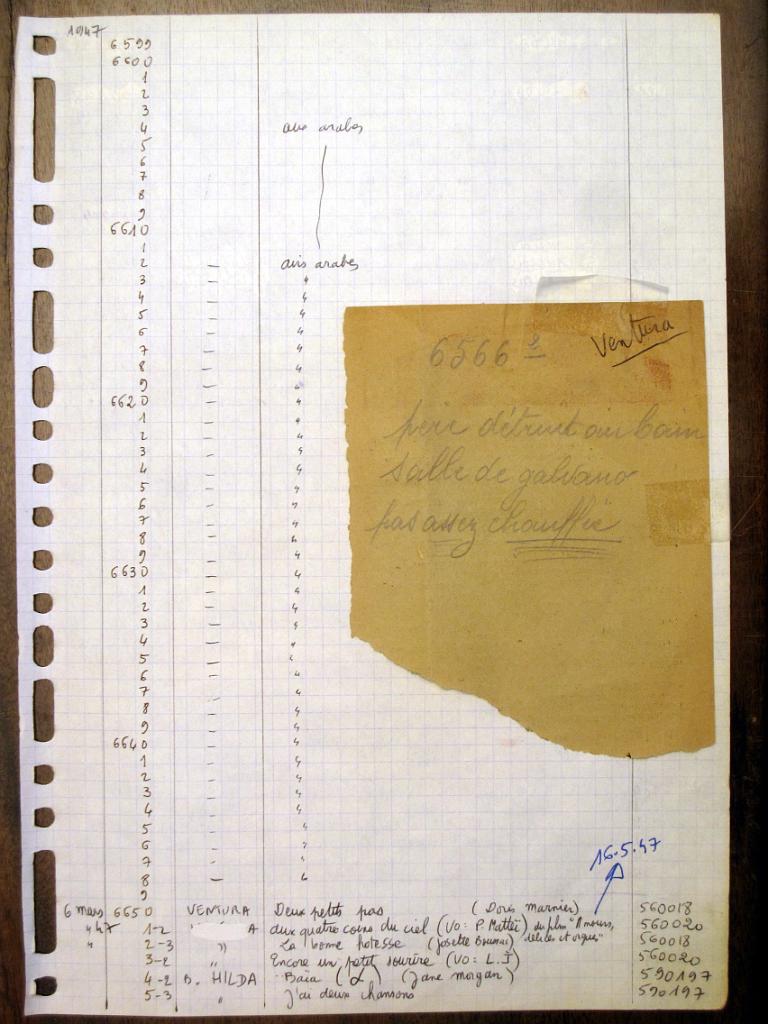 1947
6599
6600
1
2
3
4 airs arabes
5
6
7
8
9
6610
1
2 — airs arabes
3 — "
4 — "
5 — "
6 — "
7 — "
8 — "
9 — "
6620 — "
1 — "
2 — "
3 — "
4 — "
5 — "
6 — "
7 — "
8 — "
9 — "
6630 — "
1 — "
2 — "
3 — "
4 — "
5 — "
6 — "
7 — "
8 — "
9 — "
6640 — "
1 — "
2 — "
3 — "
4 — "
5 — "
6 — "
7 — "
8 — "
9
Ventura
6566
détruit au bain
salle de galvano
pas assez chauffée
16.5.47
6 mars 6650 VENTURA Deux petits pas (Doris Marnier) 560018
" 47 1-2 A aux quatre coins du ciel (Vo: P. Matteï) du film "Amours, 560020
" 2-3 " La bonne hotesse (Josette) délices et orgues" 560018
3-2 " Encore un petit sourire (Vo: L.J) 560020
4-2 B. HILDA Baïa (Jane Morgan) 590197
5-3 " J'ai deux chansons 590197